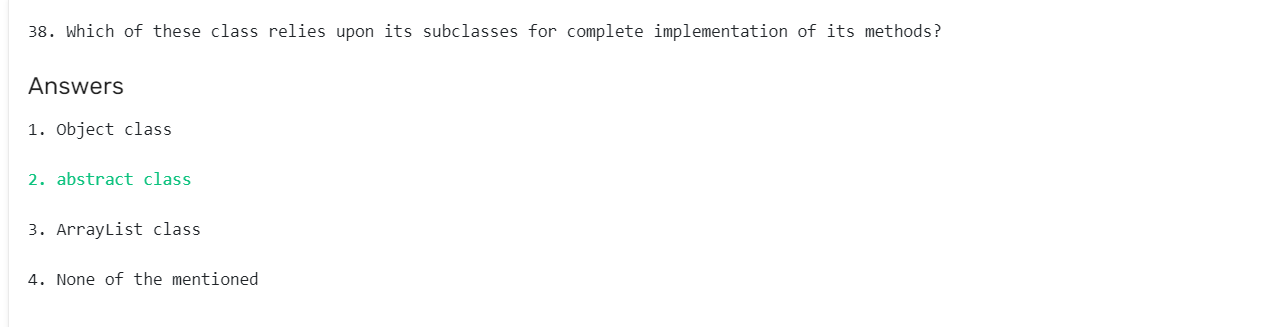 38. Which of these class relies upon its subclasses for complete implementation of its methods?
Answers
1. Object class
2. abstract class
3. ArrayList class
4. None of the mentioned